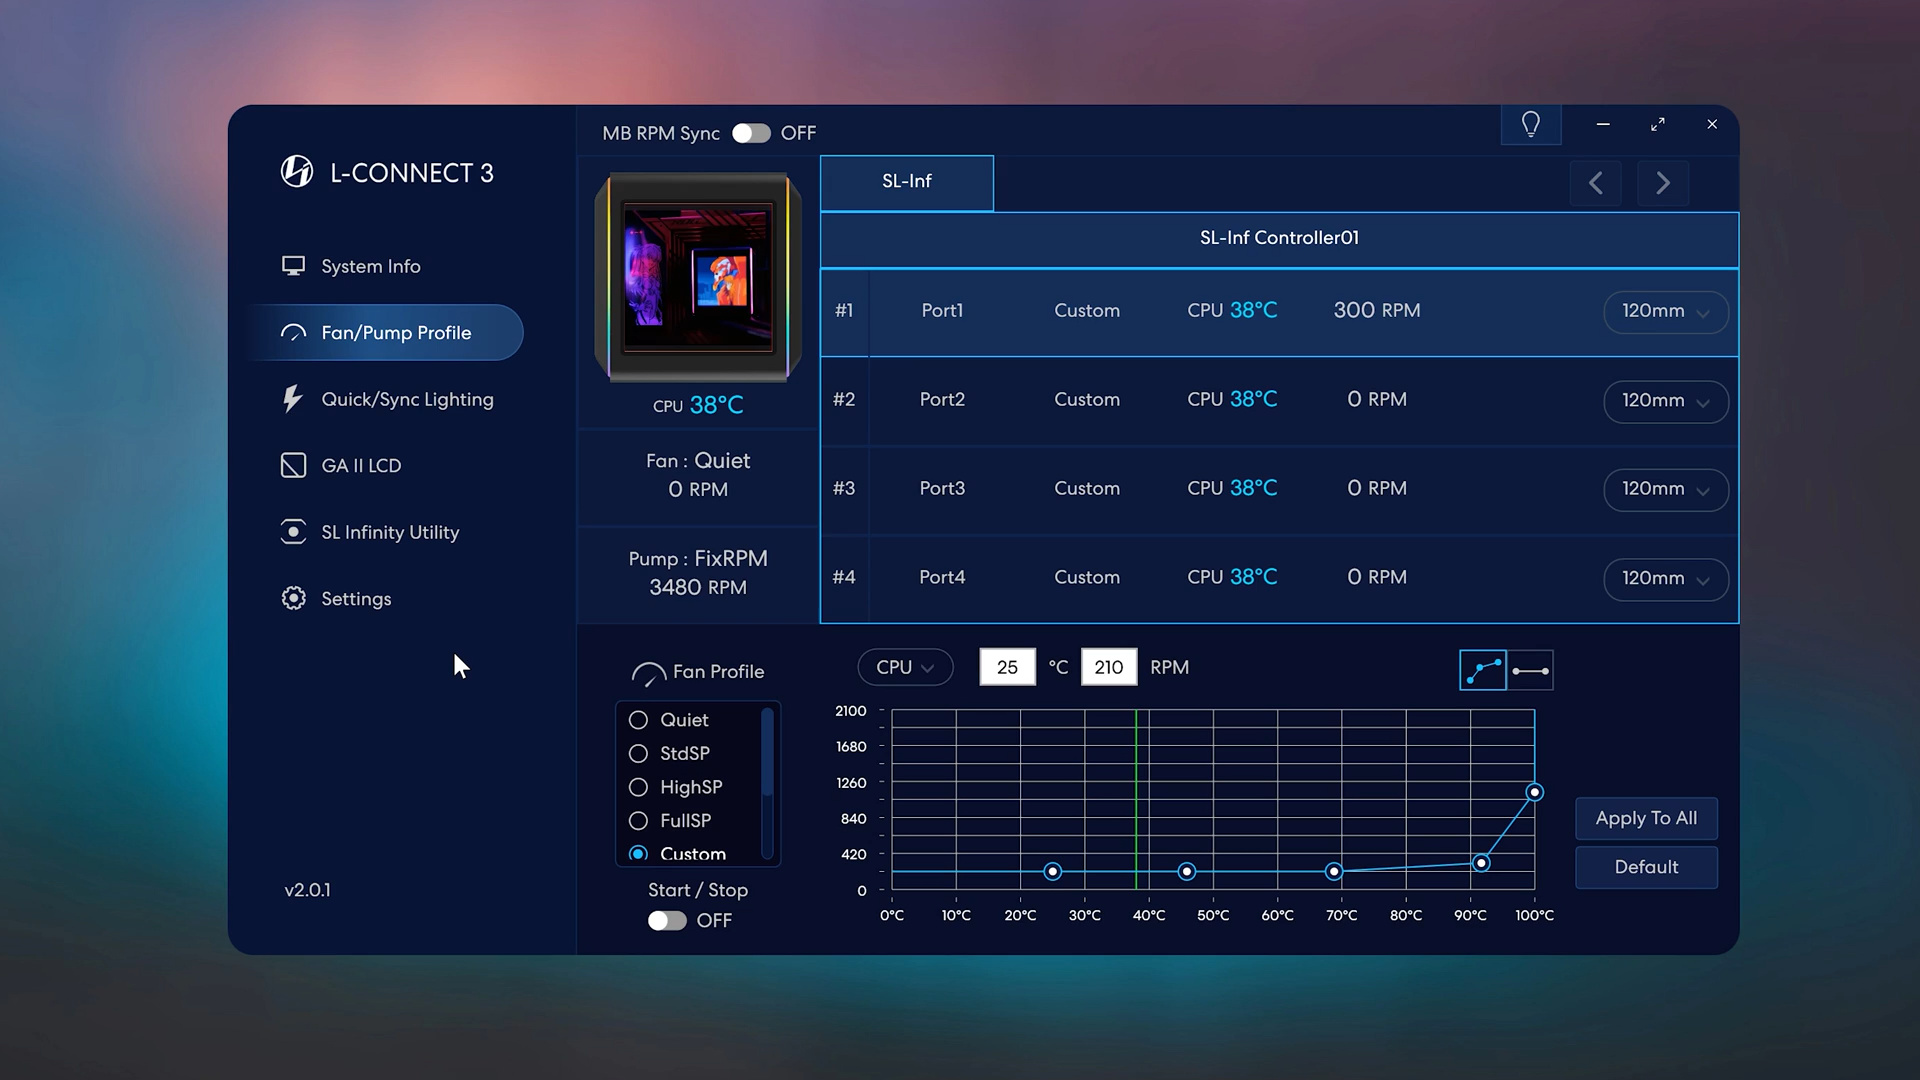 L-CONNECT 3
System Info
Fan/Pump Profile
Quick/Sync Lighting
GA II LCD
SL Infinity Utility
Settings
v2.0.1
MB RPM Sync OFF
CPU 38°C
Fan : Quiet
0 RPM
Pump : FixRPM
3480 RPM
SL-Inf
SL-Inf Controller01
#1 Port1 Custom CPU 38°C 300 RPM 120mm
#2 Port2 Custom CPU 38°C 0 RPM 120mm
#3 Port3 Custom CPU 38°C 0 RPM 120mm
#4 Port4 Custom CPU 38°C 0 RPM 120mm
Fan Profile
Quiet
StdSP
HighSP
FullSP
Custom
Start / Stop
OFF
CPU 25 °C 210 RPM
2100
1680
1260
840
420
0
0°C 10°C 20°C 30°C 40°C 50°C 60°C 70°C 80°C 90°C 100°C
Apply To All
Default